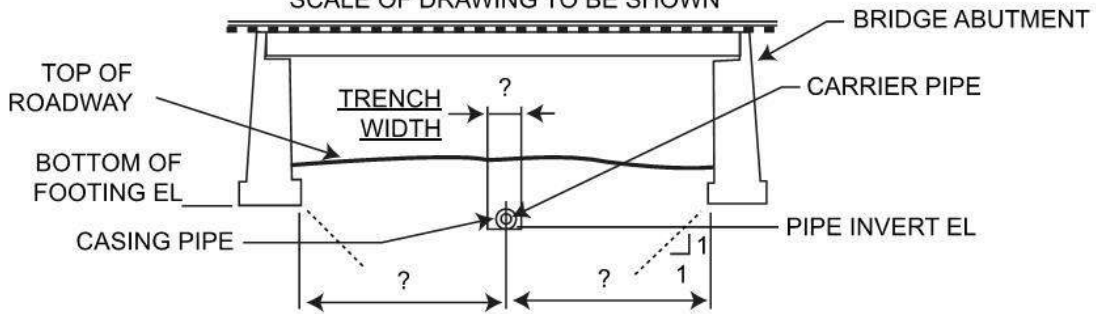 SCALE OF DRAWING TO BE SHOWN
BRIDGE ABUTMENT
TOP OF
ROADWAY
?
TRENCH
WIDTH
CARRIER PIPE
BOTTOM OF
FOOTING EL
CASING PIPE
PIPE INVERT EL
1
1
?
?